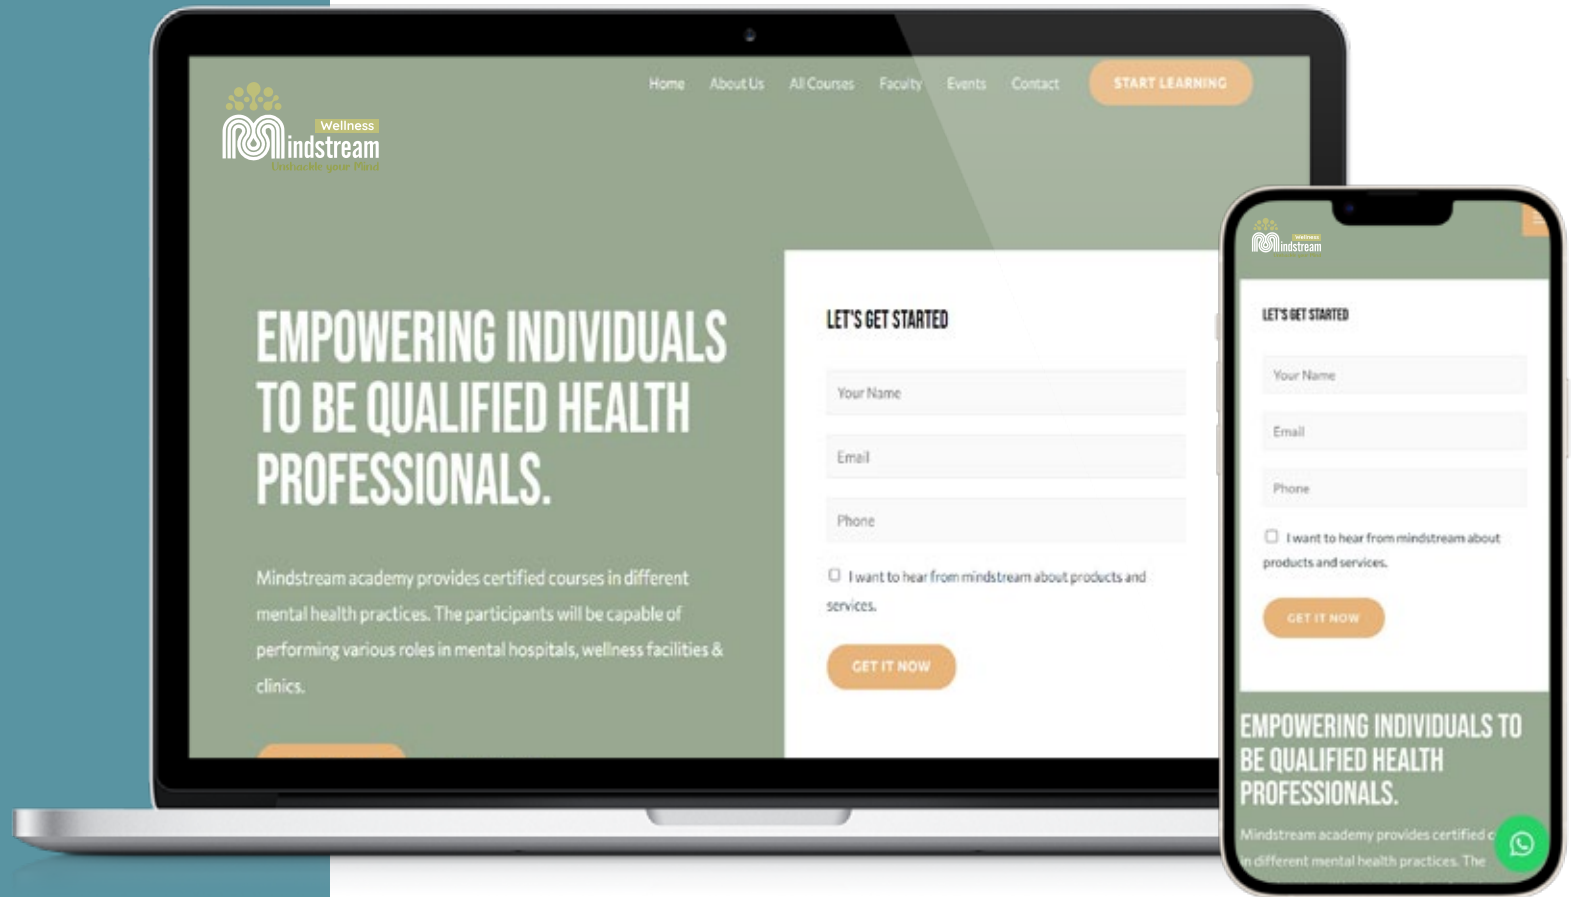 Home About Us All Courses Faculty Events Contact START LEARNING
Wellness
Mindstream
EMPOWERING INDIVIDUALS
TO BE QUALIFIED HEALTH
PROFESSIONALS.
Mindstream academy provides certified courses in different
mental health practices. The participants will be capable of
performing various roles in mental hospitals, wellness facilities &
clinics.
LET'S GET STARTED
Your Name
Email
Phone
I want to hear from mindstream about products and
services.
GET IT NOW
Wellness
Mindstream
LET'S GET STARTED
Your Name
Email
Phone
I want to hear from mindstream about
products and services.
GET IT NOW
EMPOWERING INDIVIDUALS TO
BE QUALIFIED HEALTH
PROFESSIONALS.
Mindstream academy provides certified
in different mental health practices. The